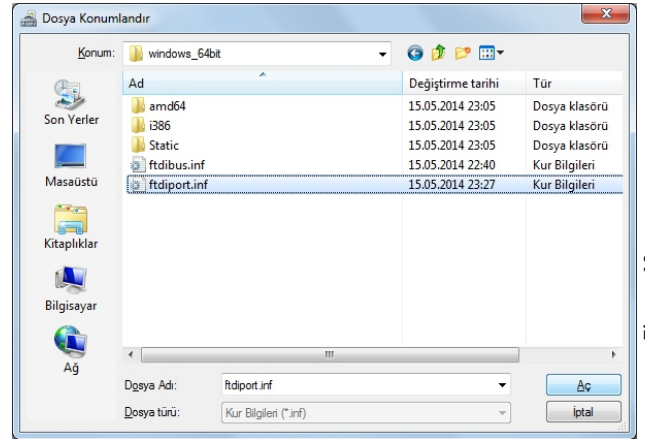 Dosya Konumlandır
Konum: windows_64bit
Ad Değiştirme tarihi Tür
amd64 15.05.2014 23:05 Dosya klasörü
i386 15.05.2014 23:05 Dosya klasörü
Static 15.05.2014 23:05 Dosya klasörü
ftdibus.inf 15.05.2014 22:40 Kur Bilgileri
ftdiport.inf 15.05.2014 23:27 Kur Bilgileri
Son Yerler
Masaüstü
Kitaplıklar
Bilgisayar
Ağ
Dosya Adı: ftdiport.inf Aç
Dosya türü: Kur Bilgileri (*.inf) İptal